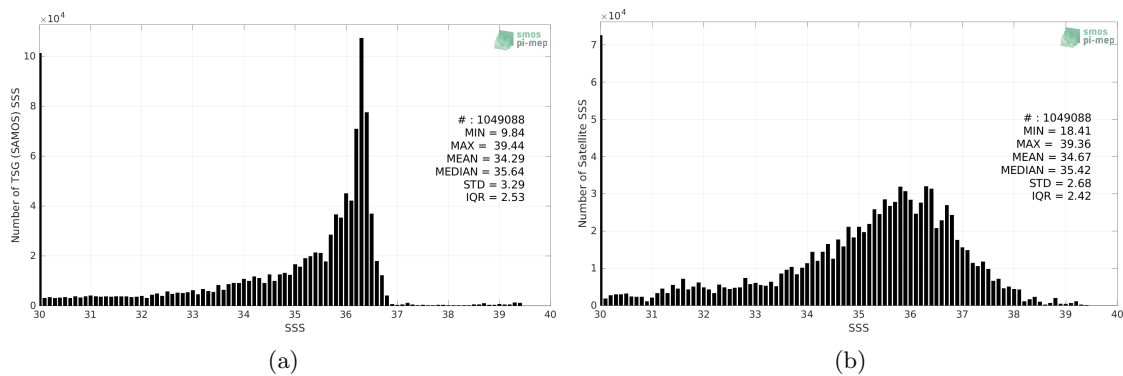 ×10⁴
smos
pi-mep
Number of TSG (SAMOS) SSS
10
8
6
4
2
0
# : 1049088
MIN = 9.84
MAX = 39.44
MEAN = 34.29
MEDIAN = 35.64
STD = 3.29
IQR = 2.53
30 31 32 33 34 35 36 37 38 39 40
SSS
(a)
×10⁴
smos
pi-mep
Number of Satellite SSS
7
6
5
4
3
2
1
0
# : 1049088
MIN = 18.41
MAX = 39.36
MEAN = 34.67
MEDIAN = 35.42
STD = 2.68
IQR = 2.42
30 31 32 33 34 35 36 37 38 39 40
SSS
(b)